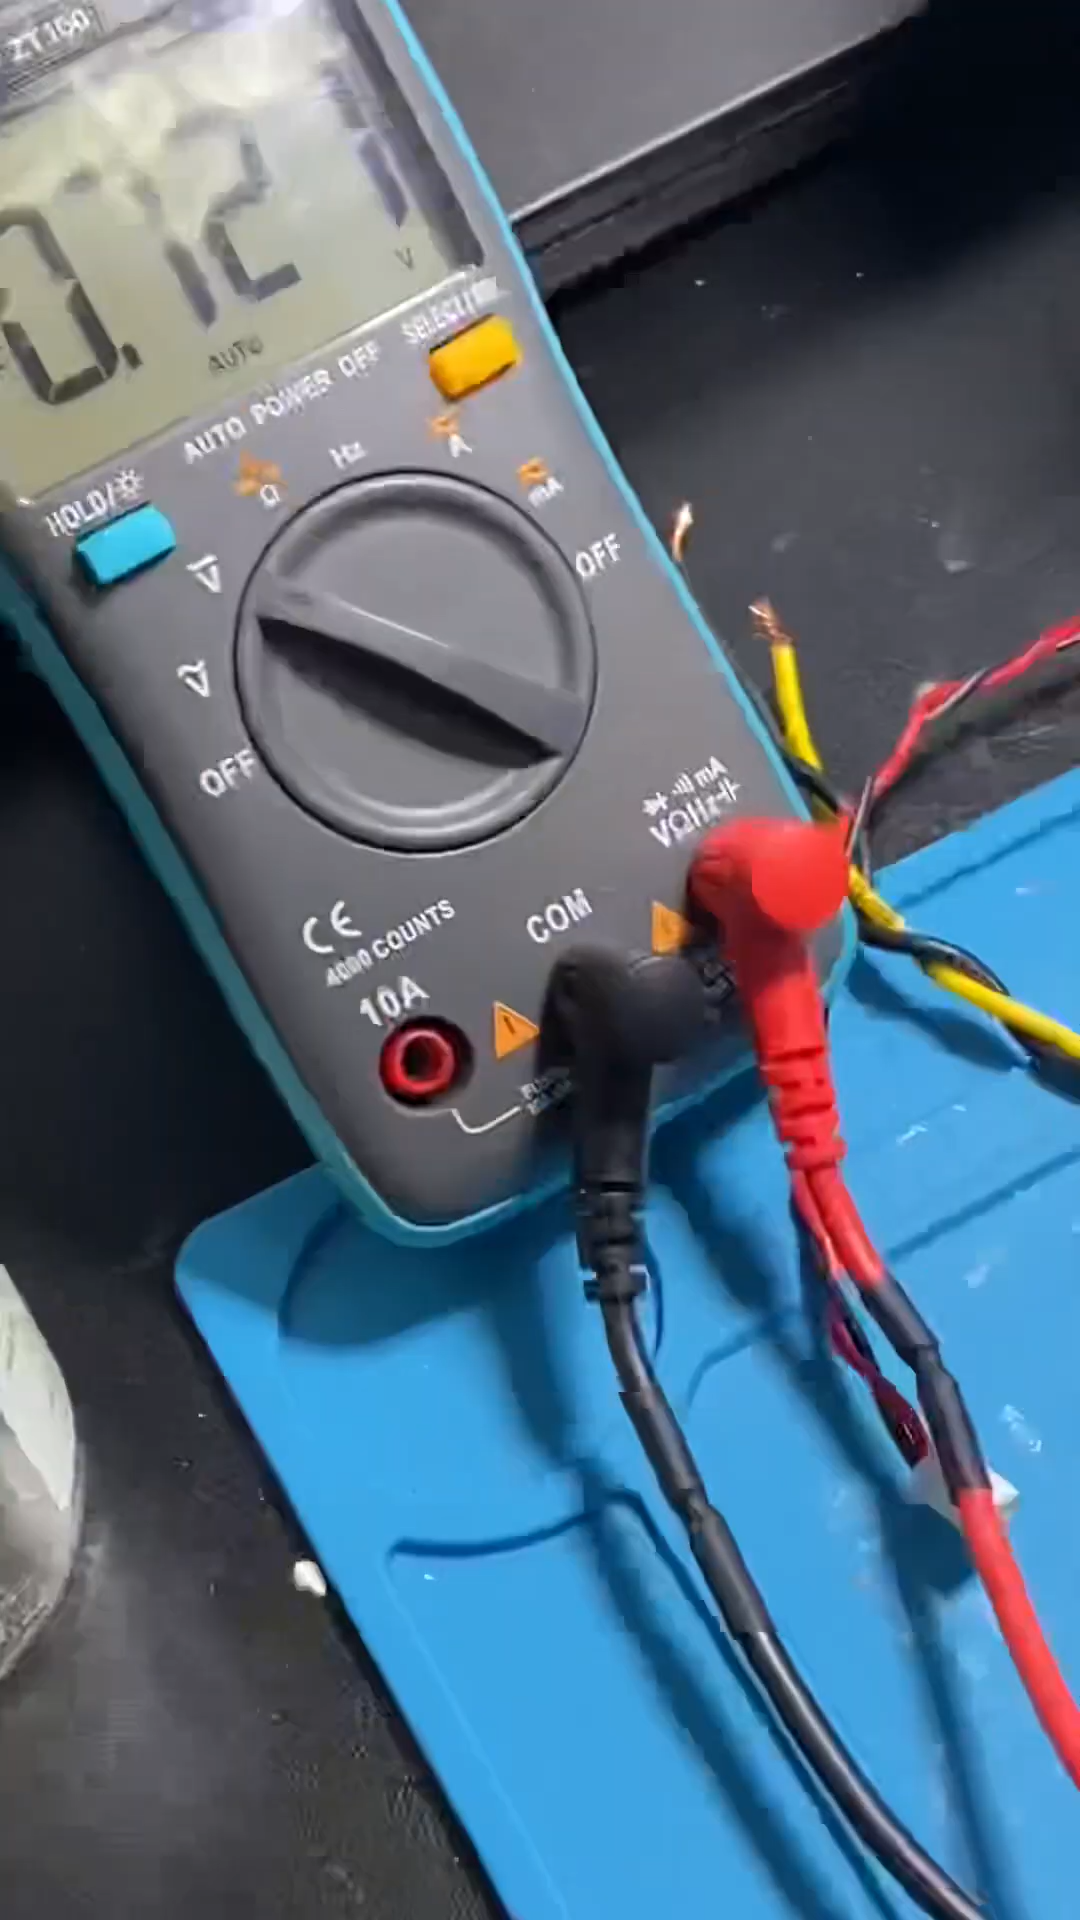 ZT100
0.121
V
AUTO
SELECT
AUTO POWER OFF
HOLD/
Hz
A
Ω
mA
V
OFF
V
OFF
mA
VΩHz
COM
CE
4000 COUNTS
10A